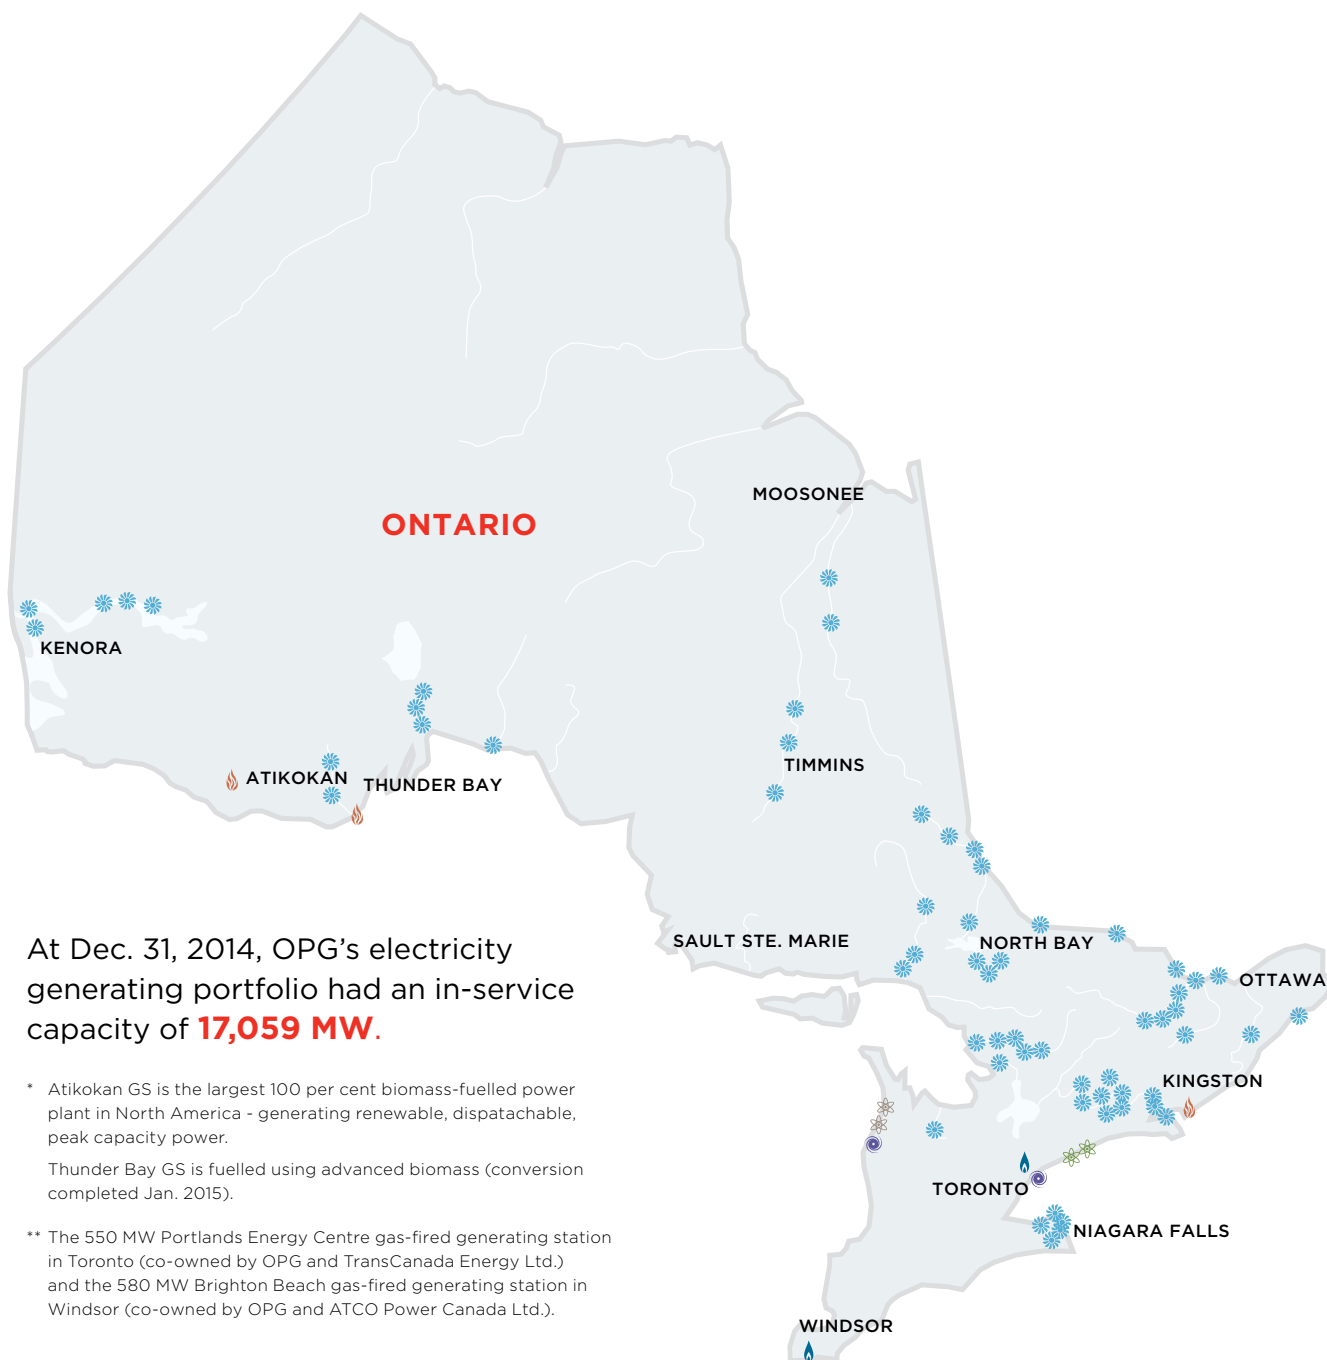 MOOSONEE
ONTARIO
KENORA
TIMMINS
ATIKOKAN
THUNDER BAY
At Dec. 31, 2014, OPG’s electricity
generating portfolio had an in-service
capacity of 17,059 MW.
SAULT STE. MARIE
NORTH BAY
OTTAWA
KINGSTON
TORONTO
NIAGARA FALLS
WINDSOR
* Atikokan GS is the largest 100 per cent biomass-fuelled power
plant in North America - generating renewable, dispatachable,
peak capacity power.
Thunder Bay GS is fuelled using advanced biomass (conversion
completed Jan. 2015).
** The 550 MW Portlands Energy Centre gas-fired generating station
in Toronto (co-owned by OPG and TransCanada Energy Ltd.)
and the 580 MW Brighton Beach gas-fired generating station in
Windsor (co-owned by OPG and ATCO Power Canada Ltd.).